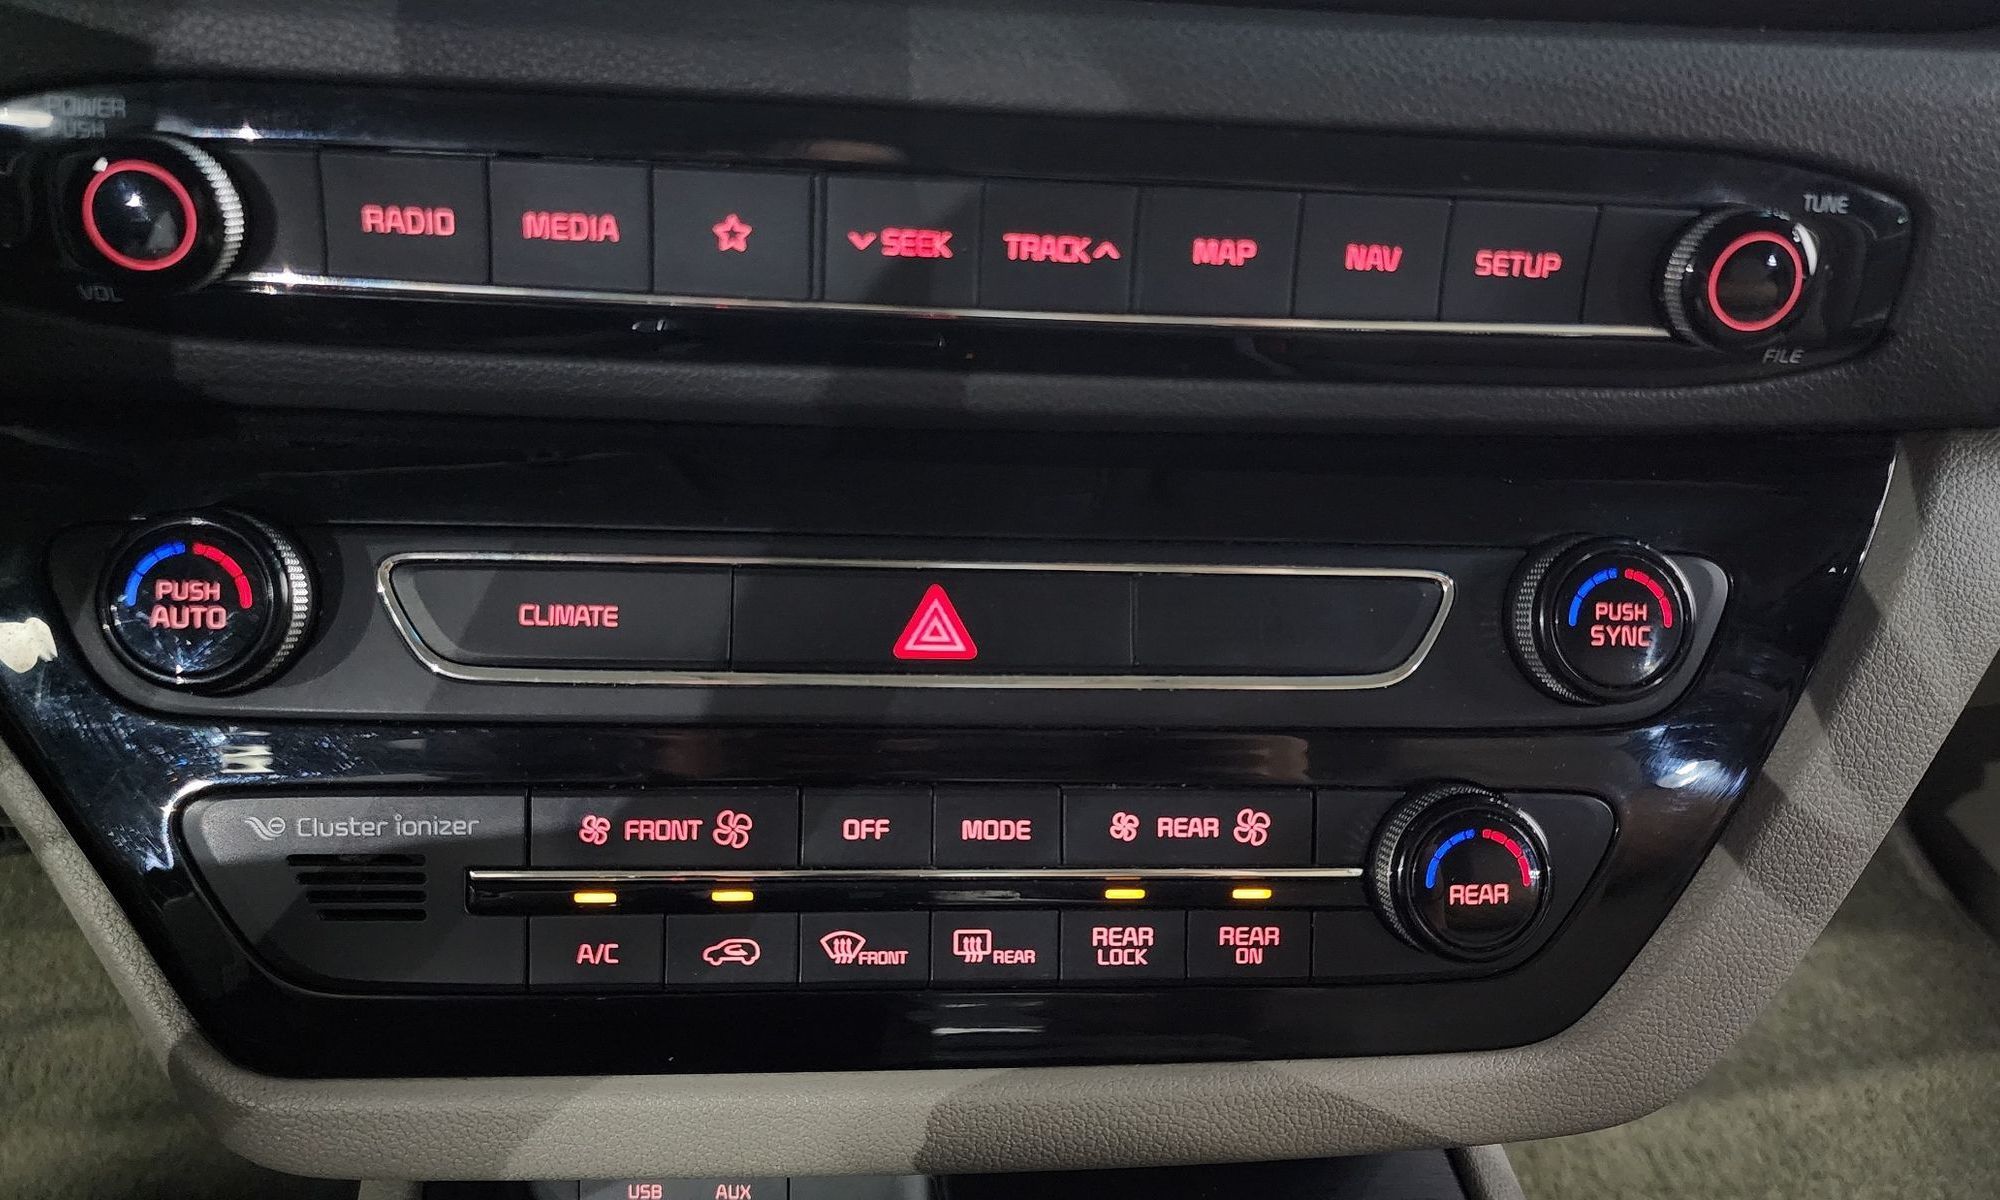 POWER
PUSH
VOL
RADIO
MEDIA
SEEK
TRACK
MAP
NAV
SETUP
TUNE
FILE
PUSH
AUTO
CLIMATE
PUSH
SYNC
Cluster ionizer
FRONT
OFF
MODE
REAR
REAR
A/C
FRONT
REAR
REAR
LOCK
REAR
ON
USB
AUX